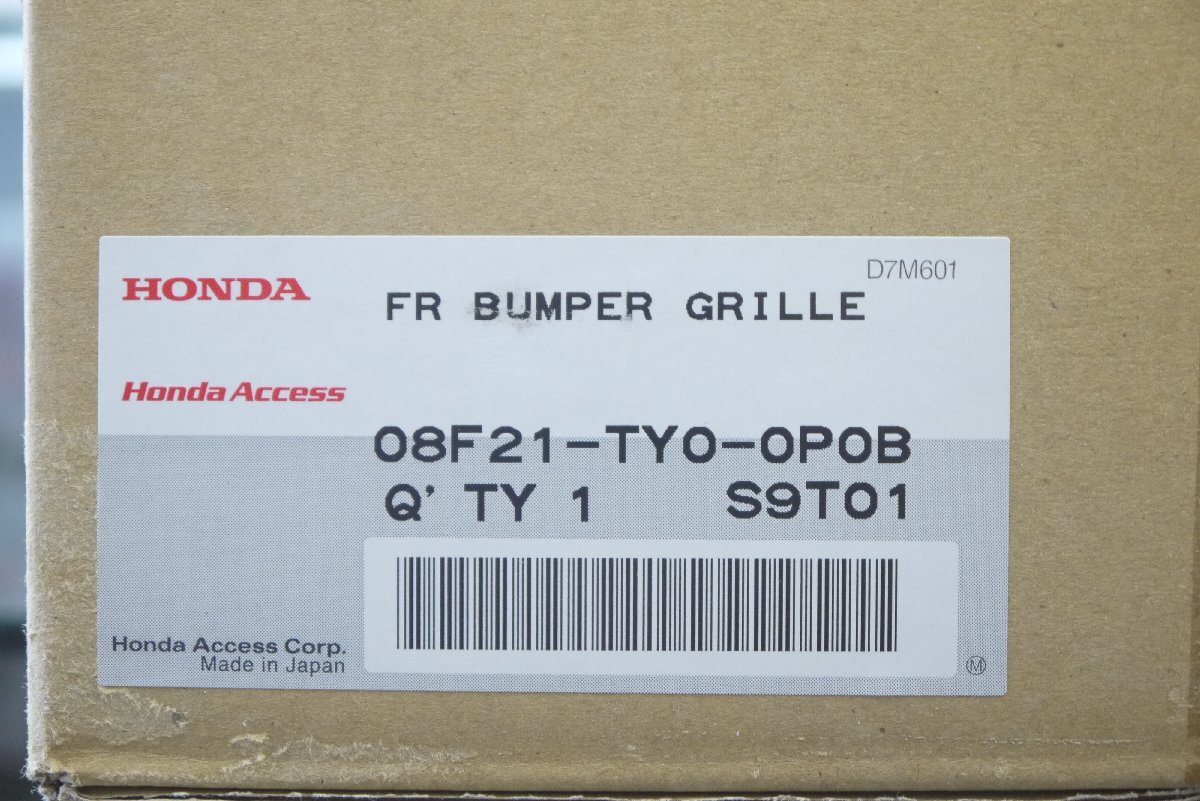 HONDA
D7M601
FR BUMPER GRILLE
Honda Access
08F21-TY0-0P0B
Q' TY 1 S9T01
Honda Access Corp.
Made in Japan
Ⓜ